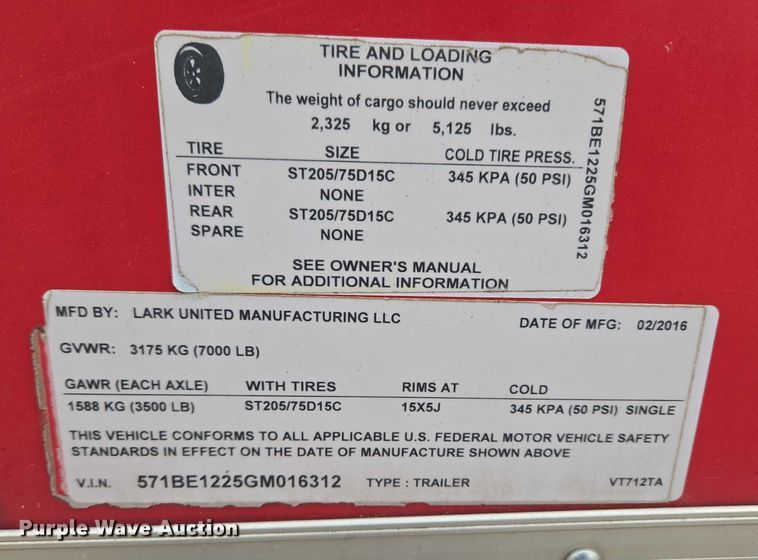 TIRE AND LOADING
INFORMATION
The weight of cargo should never exceed
2,325 kg or 5,125 lbs.
TIRE SIZE COLD TIRE PRESS.
FRONT ST205/75D15C 345 KPA (50 PSI)
INTER NONE
REAR ST205/75D15C 345 KPA (50 PSI)
SPARE NONE
SEE OWNER'S MANUAL
FOR ADDITIONAL INFORMATION
571BE1225GM016312
MFD BY: LARK UNITED MANUFACTURING LLC DATE OF MFG: 02/2016
GVWR: 3175 KG (7000 LB)
GAWR (EACH AXLE) WITH TIRES RIMS AT COLD
1588 KG (3500 LB) ST205/75D15C 15X5J 345 KPA (50 PSI) SINGLE
THIS VEHICLE CONFORMS TO ALL APPLICABLE U.S. FEDERAL MOTOR VEHICLE SAFETY
STANDARDS IN EFFECT ON THE DATE OF MANUFACTURE SHOWN ABOVE
V.I.N. 571BE1225GM016312 TYPE : TRAILER VT712TA
Purple Wave Auction
Purple Wave Auction